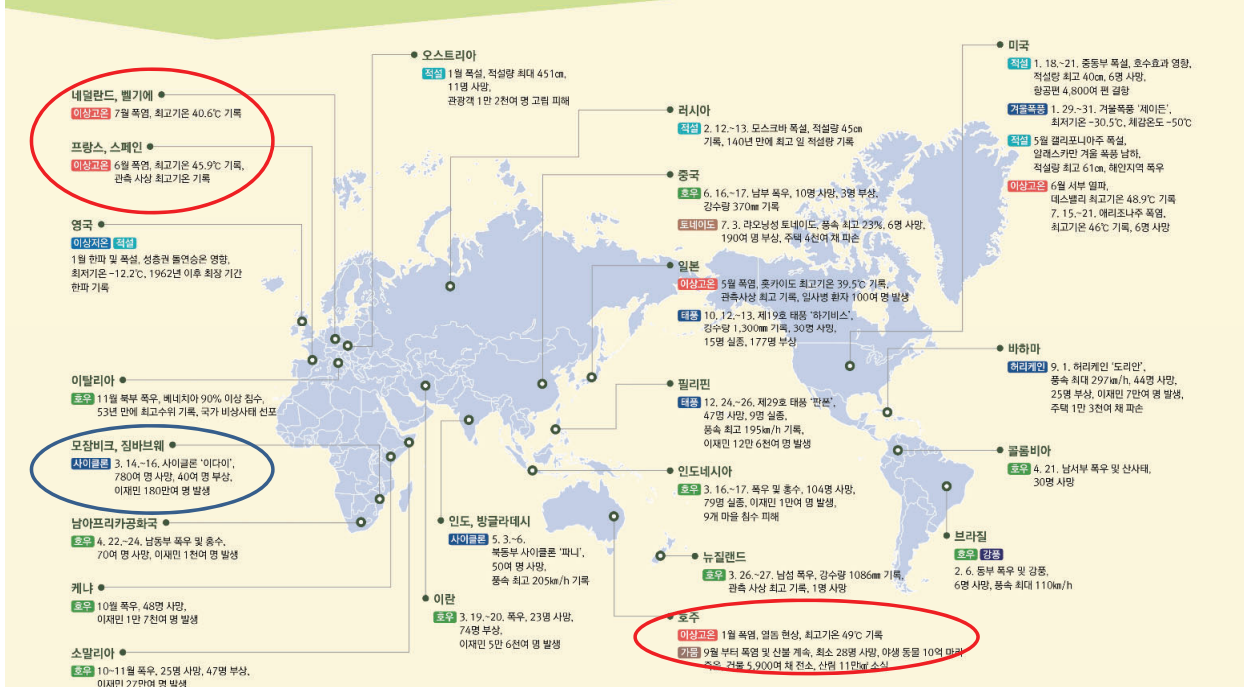 오스트리아
적설 1월 폭설, 적설량 최대 451cm,
11명 사망,
관광객 1만 2천여 명 고립 피해
네덜란드, 벨기에
이상고온 7월 폭염, 최고기온 40.6℃ 기록
프랑스, 스페인
이상고온 6월 폭염, 최고기온 45.9℃ 기록,
관측 사상 최고기온 기록
영국
이상저온 적설
1월 한파 및 폭설, 성층권 돌연승온 영향,
최저기온 -12.2℃, 1962년 이후 최장 기간
한파 기록
이탈리아
호우 11월 북부 폭우, 베네치아 90% 이상 침수,
53년 만에 최고수위 기록, 국가 비상사태 선포
모잠비크, 짐바브웨
사이클론 3. 14.~16. 사이클론 '이다이',
780여 명 사망, 40여 명 부상,
이재민 180만여 명 발생
남아프리카공화국
호우 4. 22.~24. 남동부 폭우 및 홍수,
70여 명 사망, 이재민 1천여 명 발생
케냐
호우 10월 폭우, 48명 사망,
이재민 1만 7천여 명 발생
소말리아
호우 10~11월 폭우, 25명 사망, 47명 부상,
이재민 27만여 명 발생
러시아
적설 2. 12.~13. 모스크바 폭설, 적설량 45cm
기록, 140년 만에 최고 일 적설량 기록
중국
호우 6. 16.~17. 남부 폭우, 10명 사망, 3명 부상,
강수량 370mm 기록
토네이도 7. 3. 랴오닝성 토네이도, 풍속 최고 23%, 6명 사망,
190여 명 부상, 주택 4천여 채 파손
일본
이상고온 5월 폭염, 홋카이도 최고기온 39.5℃ 기록,
관측사상 최고 기록, 일사병 환자 100여 명 발생
태풍 10. 12.~13. 제19호 태풍 '하기비스',
강수량 1,300mm 기록, 30명 사망,
15명 실종, 177명 부상
필리핀
태풍 12. 24.~26. 제29호 태풍 '판폰',
47명 사망, 9명 실종,
풍속 최고 195km/h 기록,
이재민 12만 6천여 명 발생
인도네시아
호우 3. 16.~17. 폭우 및 홍수, 104명 사망,
79명 실종, 이재민 1만여 명 발생,
9개 마을 침수 피해
인도, 방글라데시
사이클론 5. 3.~6.
북동부 사이클론 '파니',
50여 명 사망,
풍속 최고 205km/h 기록
이란
호우 3. 19.~20. 폭우, 23명 사망,
74명 부상,
이재민 5만 6천여 명 발생
뉴질랜드
호우 3. 26.~27. 남섬 폭우, 강수량 1086mm 기록,
관측 사상 최고 기록, 1명 사망
호주
이상고온 1월 폭염, 열돔 현상, 최고기온 49℃ 기록
가뭄 9월 부터 폭염 및 산불 계속, 최소 28명 사망, 야생 동물 10억 마리
죽음, 건물 5,900여 채 전소, 산림 11만㎢ 소실
미국
적설 1. 18.~21. 중동부 폭설, 호수효과 영향,
적설량 최고 40cm, 6명 사망,
항공편 4,800여 편 결항
겨울폭풍 1. 29.~31. 겨울폭풍 '제이든',
최저기온 -30.5℃, 체감온도 -50℃
적설 5월 캘리포니아주 폭설,
알래스카만 겨울 폭풍 남하,
적설량 최고 61cm, 해안지역 폭우
이상고온 6월 서부 열파,
데스밸리 최고기온 48.9℃ 기록
7. 15.~21. 애리조나주 폭염,
최고기온 46℃ 기록, 6명 사망
바하마
허리케인 9. 1. 허리케인 '도리안',
풍속 최대 297km/h, 44명 사망,
25명 부상, 이재민 7만여 명 발생,
주택 1만 3천여 채 파손
콜롬비아
호우 4. 21. 남서부 폭우 및 산사태,
30명 사망
브라질
호우 강풍
2. 6. 동부 폭우 및 강풍,
6명 사망, 풍속 최대 110km/h